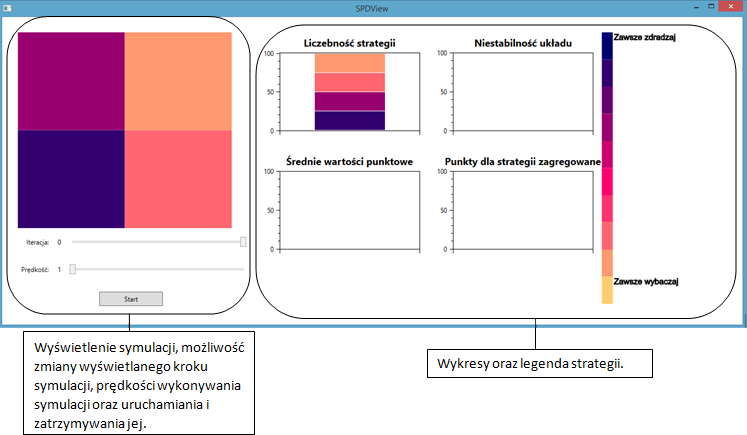 SPDView
Liczebność strategii
100
50
0
Niestabilność układu
100
50
0
Zawsze zdradzaj
Średnie wartości punktowe
100
50
0
Punkty dla strategii zagregowane
100
50
0
Zawsze wybaczaj
Iteracja: 0
Prędkość: 1
Start
Wyświetlenie symulacji, możliwość
zmiany wyświetlanego kroku
symulacji, prędkości wykonywania
symulacji oraz uruchamiania i
zatrzymywania jej.
Wykresy oraz legenda strategii.